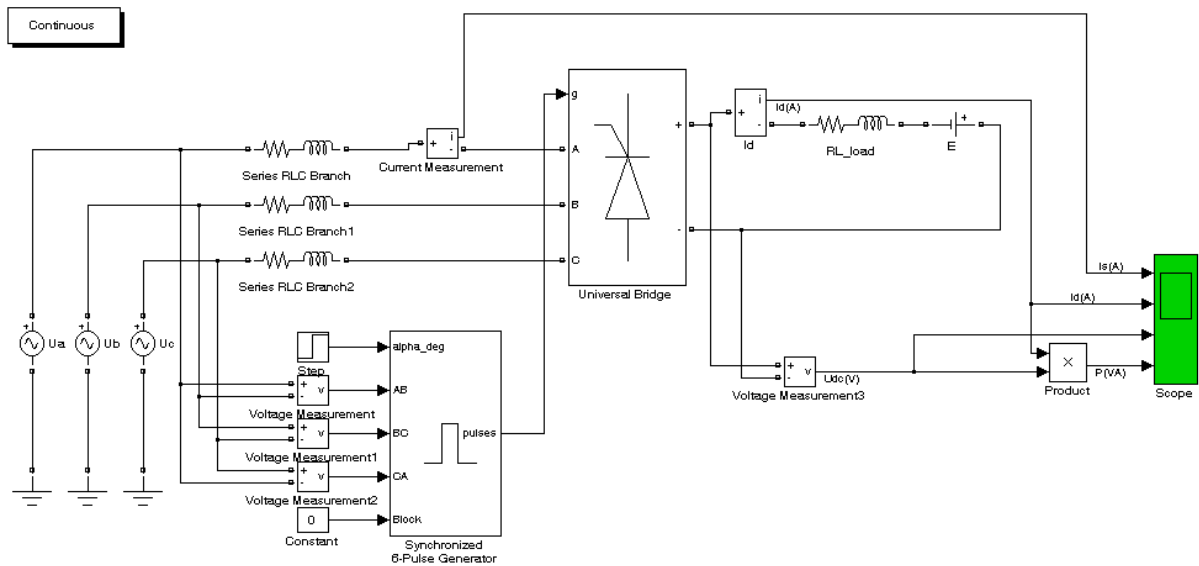 Continuous
g
i
Id(A)
+
-
+
-
+
Id
RL_load
E
i
+
-
A
Series RLC Branch
Current Measurement
B
Series RLC Branch1
-
C
Series RLC Branch2
Universal Bridge
Is(A)
Id(A)
+
Ua
+
Ub
+
Uc
alpha_deg
Step
+
-
v
AB
Voltage Measurement
+
-
v
BC
pulses
Voltage Measurement1
+
-
v
CA
Voltage Measurement2
0
Block
Constant
Synchronized
6-Pulse Generator
+
-
v
Udc(V)
Voltage Measurement3
×
P(VA)
Product
Scope